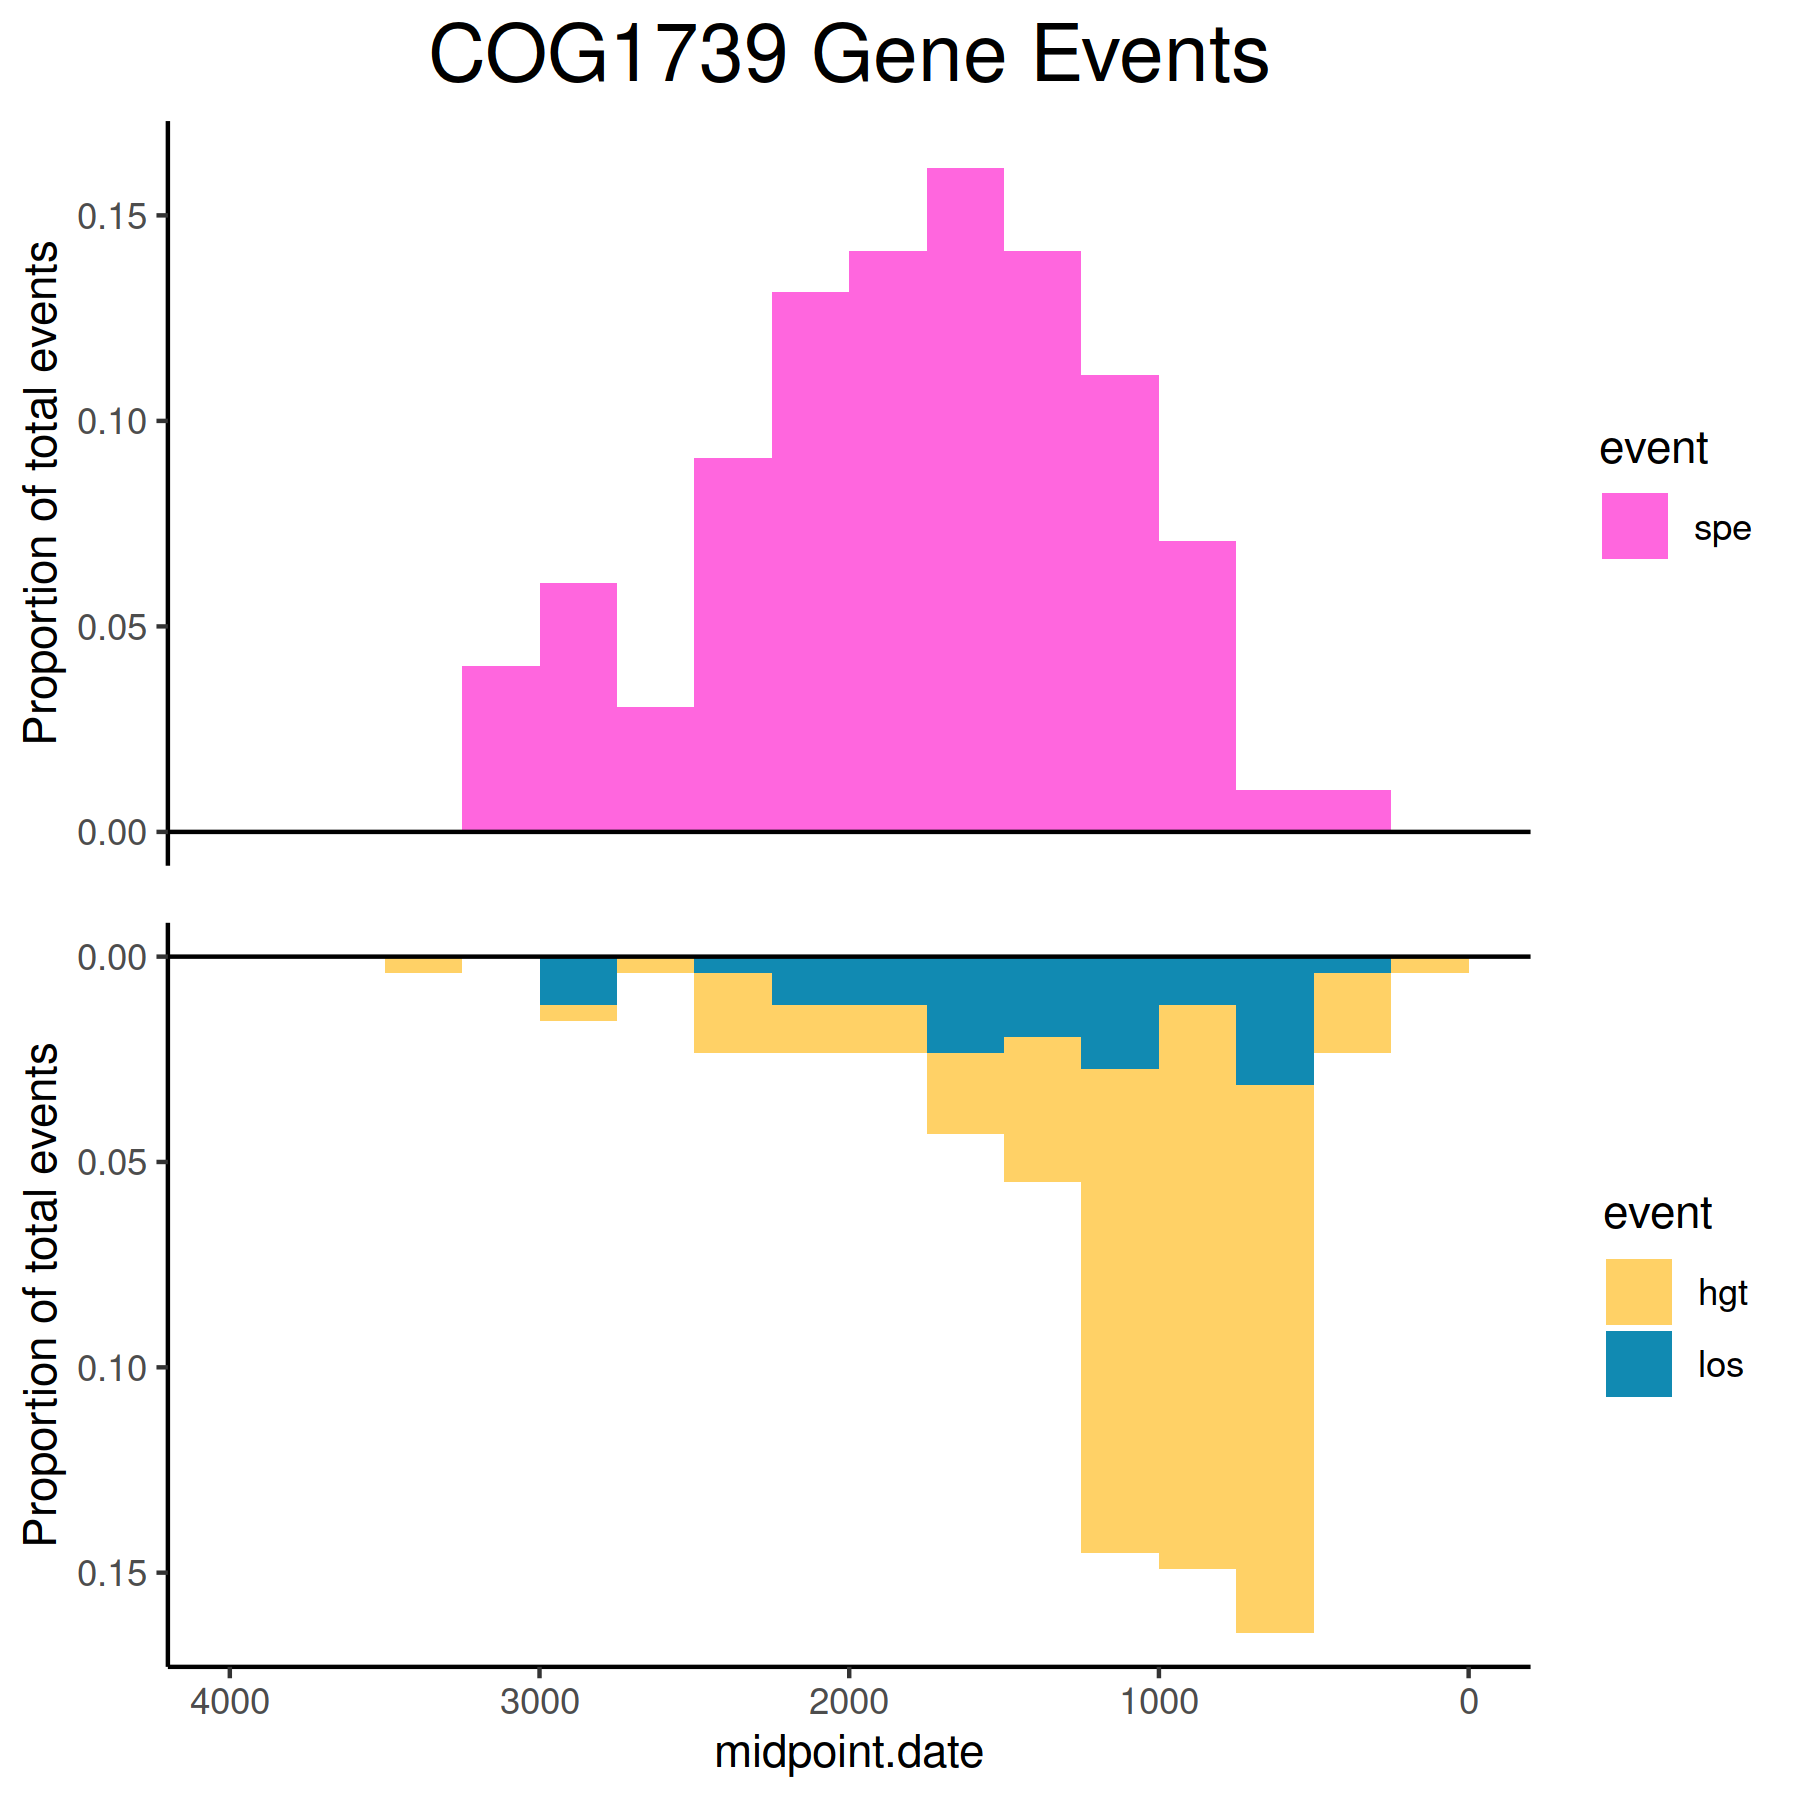 COG1739 Gene Events
Proportion of total events
0.15
0.10
0.05
0.00
event
spe
Proportion of total events
0.00
0.05
0.10
0.15
event
hgt
los
4000 3000 2000 1000 0
midpoint.date